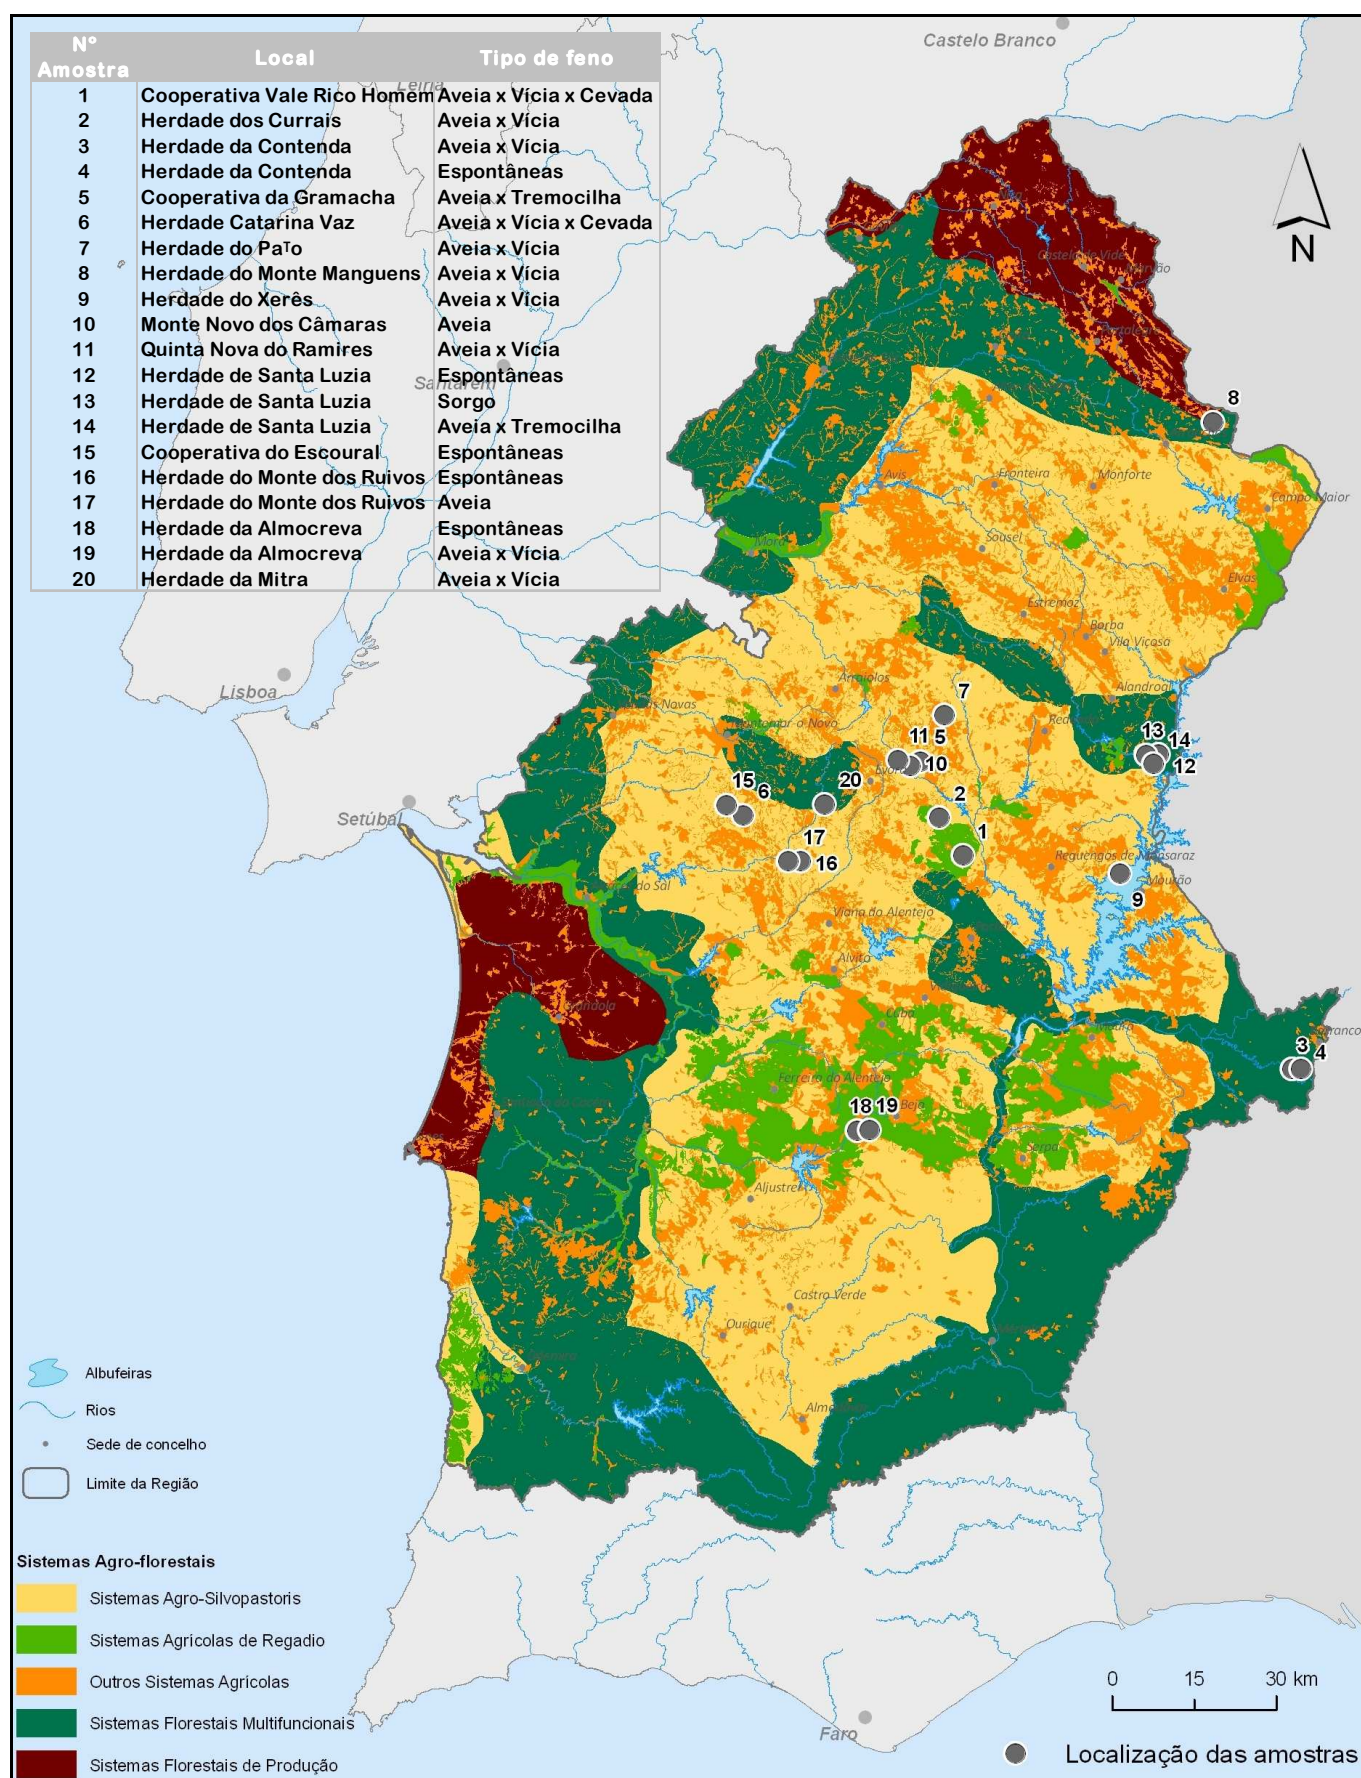 Nº Amostra Local Tipo de feno
1 Cooperativa Vale Rico Homem Aveia x Vícia x Cevada
2 Herdade dos Currais Aveia x Vícia
3 Herdade da Contenda Aveia x Vícia
4 Herdade da Contenda Espontâneas
5 Cooperativa da Gramacha Aveia x Tremocilha
6 Herdade Catarina Vaz Aveia x Vícia x Cevada
7 Herdade do PaTo Aveia x Vícia
8 Herdade do Monte Manguens Aveia x Vícia
9 Herdade do Xerês Aveia x Vícia
10 Monte Novo dos Câmaras Aveia
11 Quinta Nova do Ramires Aveia x Vícia
12 Herdade de Santa Luzia Espontâneas
13 Herdade de Santa Luzia Sorgo
14 Herdade de Santa Luzia Aveia x Tremocilha
15 Cooperativa do Escoural Espontâneas
16 Herdade do Monte dos Ruivos Espontâneas
17 Herdade do Monte dos Ruivos Aveia
18 Herdade da Almocreva Espontâneas
19 Herdade da Almocreva Aveia x Vícia
20 Herdade da Mitra Aveia x Vícia
Castelo Branco
Leiria
N
Castelo de Vide
Marvão
Portalegre
Santarém
8
Avis
Fronteira
Monforte
Campo Maior
Mora
Sousel
Elvas
Estremoz
Borba
Vila Viçosa
Lisboa
Arraiolos
Alandroal
7
Montemor-o-Novo
11 5
10
13
14
12
15
6
20
2
Setúbal
17
16
1
Reguengos de Monsaraz
Mourão
9
Viana do Alentejo
Alvito
Grândola
Cuba
3
4
Ferreira do Alentejo
18 19
Beja
Serpa
Aljustrel
Castro Verde
Ourique
Albufeiras
Rios
Sede de concelho
Limite da Região
Sistemas Agro-florestais
Sistemas Agro-Silvopastoris
Sistemas Agricolas de Regadio
Outros Sistemas Agricolas
Sistemas Florestais Multifuncionais
Sistemas Florestais de Produção
0 15 30 km
Faro
Localização das amostras